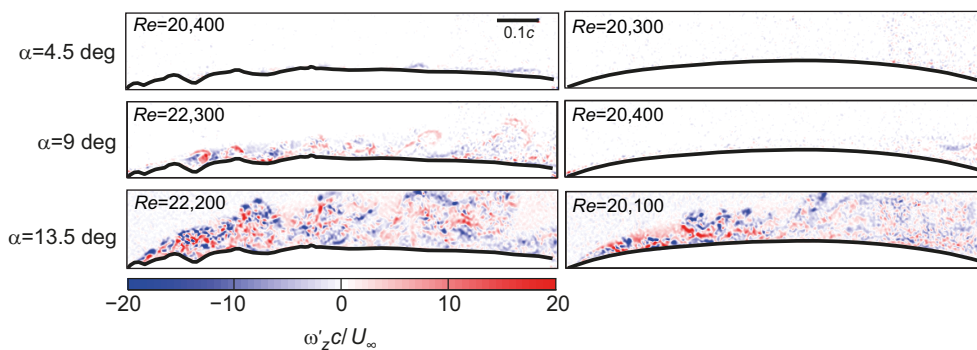 Re=20,400
0.1c
Re=20,300
α=4.5 deg
Re=22,300
Re=20,400
α=9 deg
Re=22,200
Re=20,100
α=13.5 deg
−20 −10 0 10 20
ω'zc/U∞